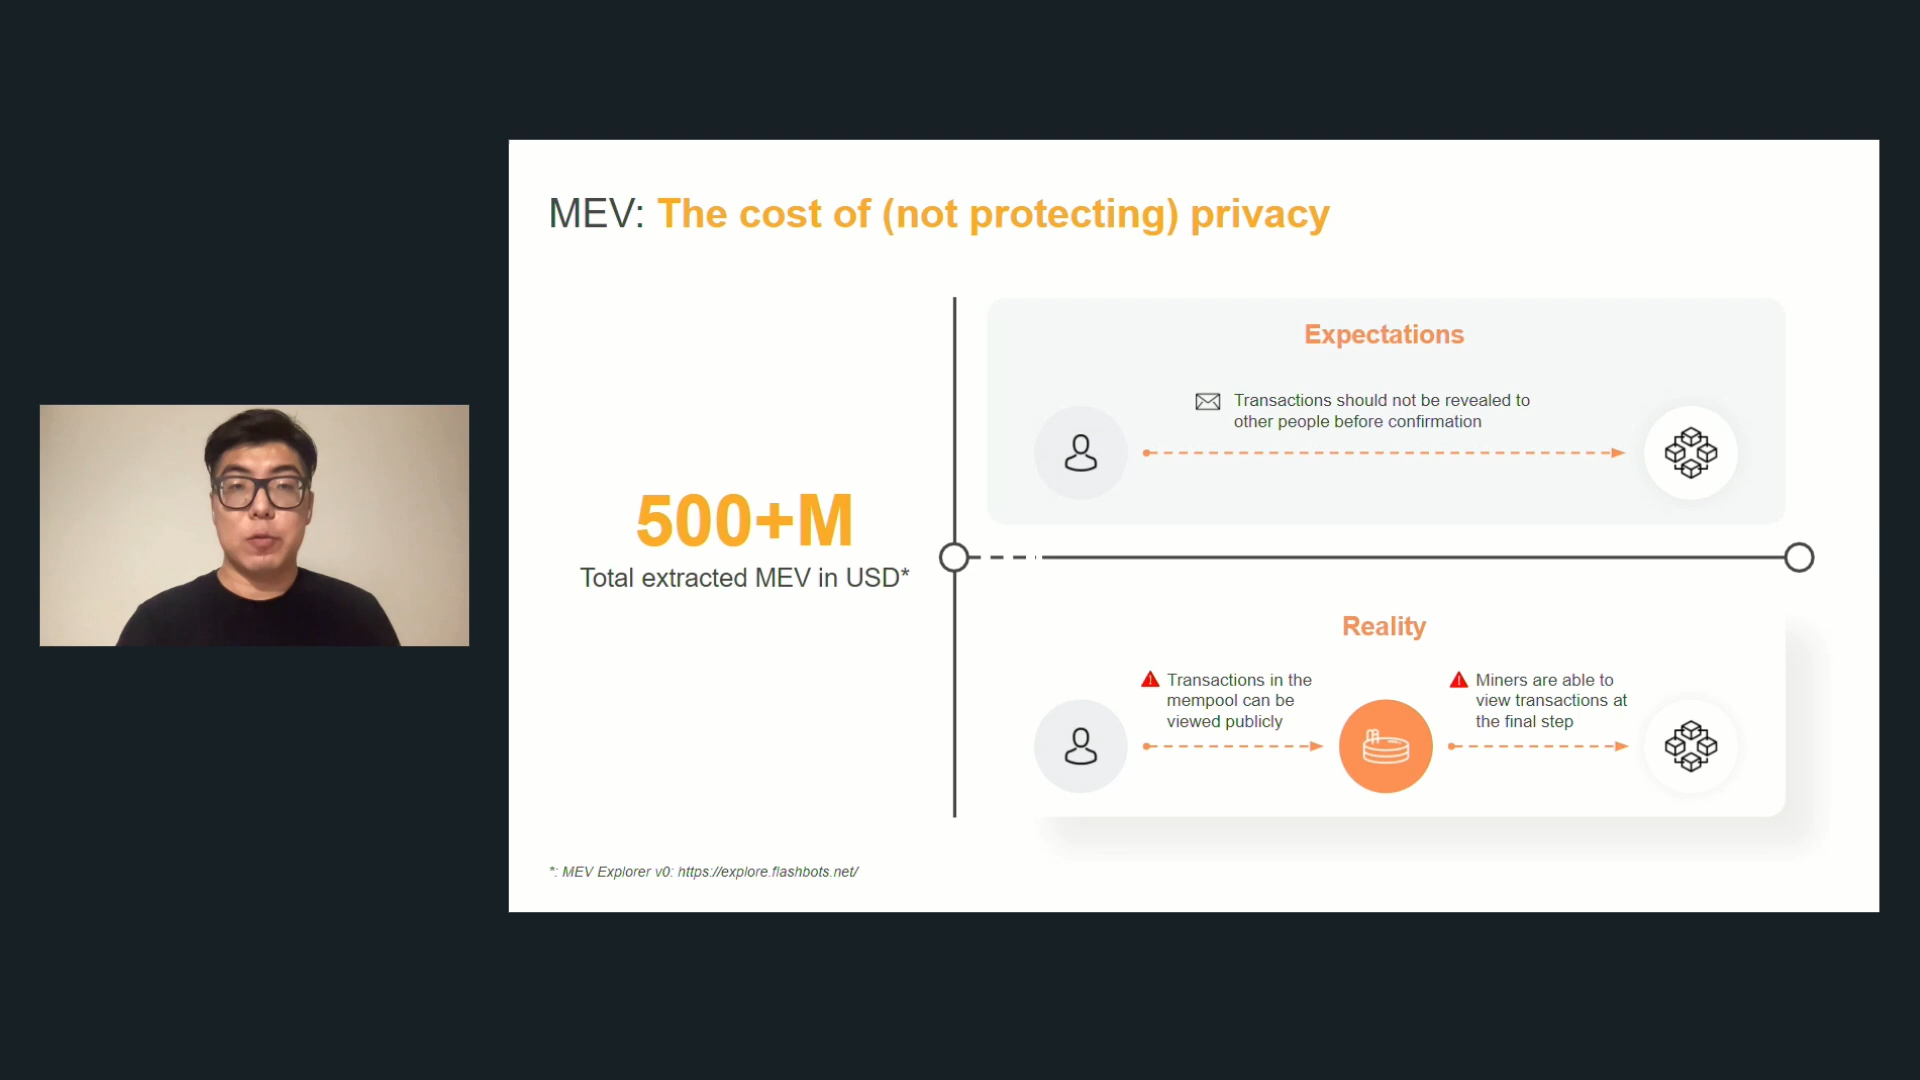 MEV: The cost of (not protecting) privacy
500+M
Total extracted MEV in USD*
Expectations
Transactions should not be revealed to
other people before confirmation
Reality
Transactions in the
mempool can be
viewed publicly
Miners are able to
view transactions at
the final step
*: MEV Explorer v0: https://explore.flashbots.net/